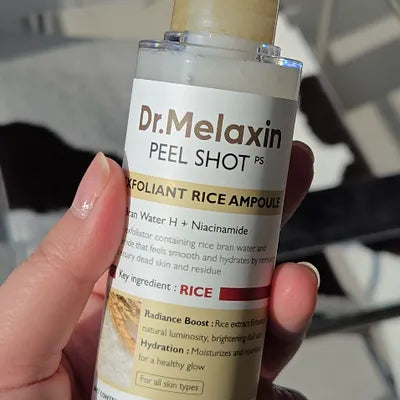 Dr.Melaxin
PEEL SHOT PS
EXFOLIANT RICE AMPOULE
Bran Water H + Niacinamide
exfoliator containing rice bran water and
that feels smooth and hydrates by
dead skin and residue
Key ingredient : RICE
Radiance Boost : Rice extract
natural luminosity, brightening dull
Hydration : Moisturizes and
for a healthy glow
For all skin types